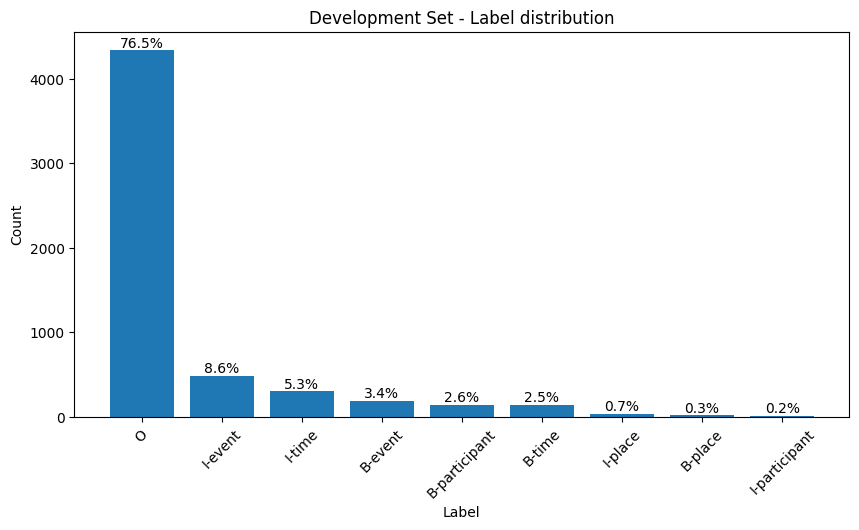 Development Set - Label distribution
76.5%
8.6%
5.3%
3.4%
2.6%
2.5%
0.7%
0.3%
0.2%
4000
3000
2000
1000
0
Count
O
I-event
I-time
B-event
B-participant
B-time
I-place
B-place
I-participant
Label